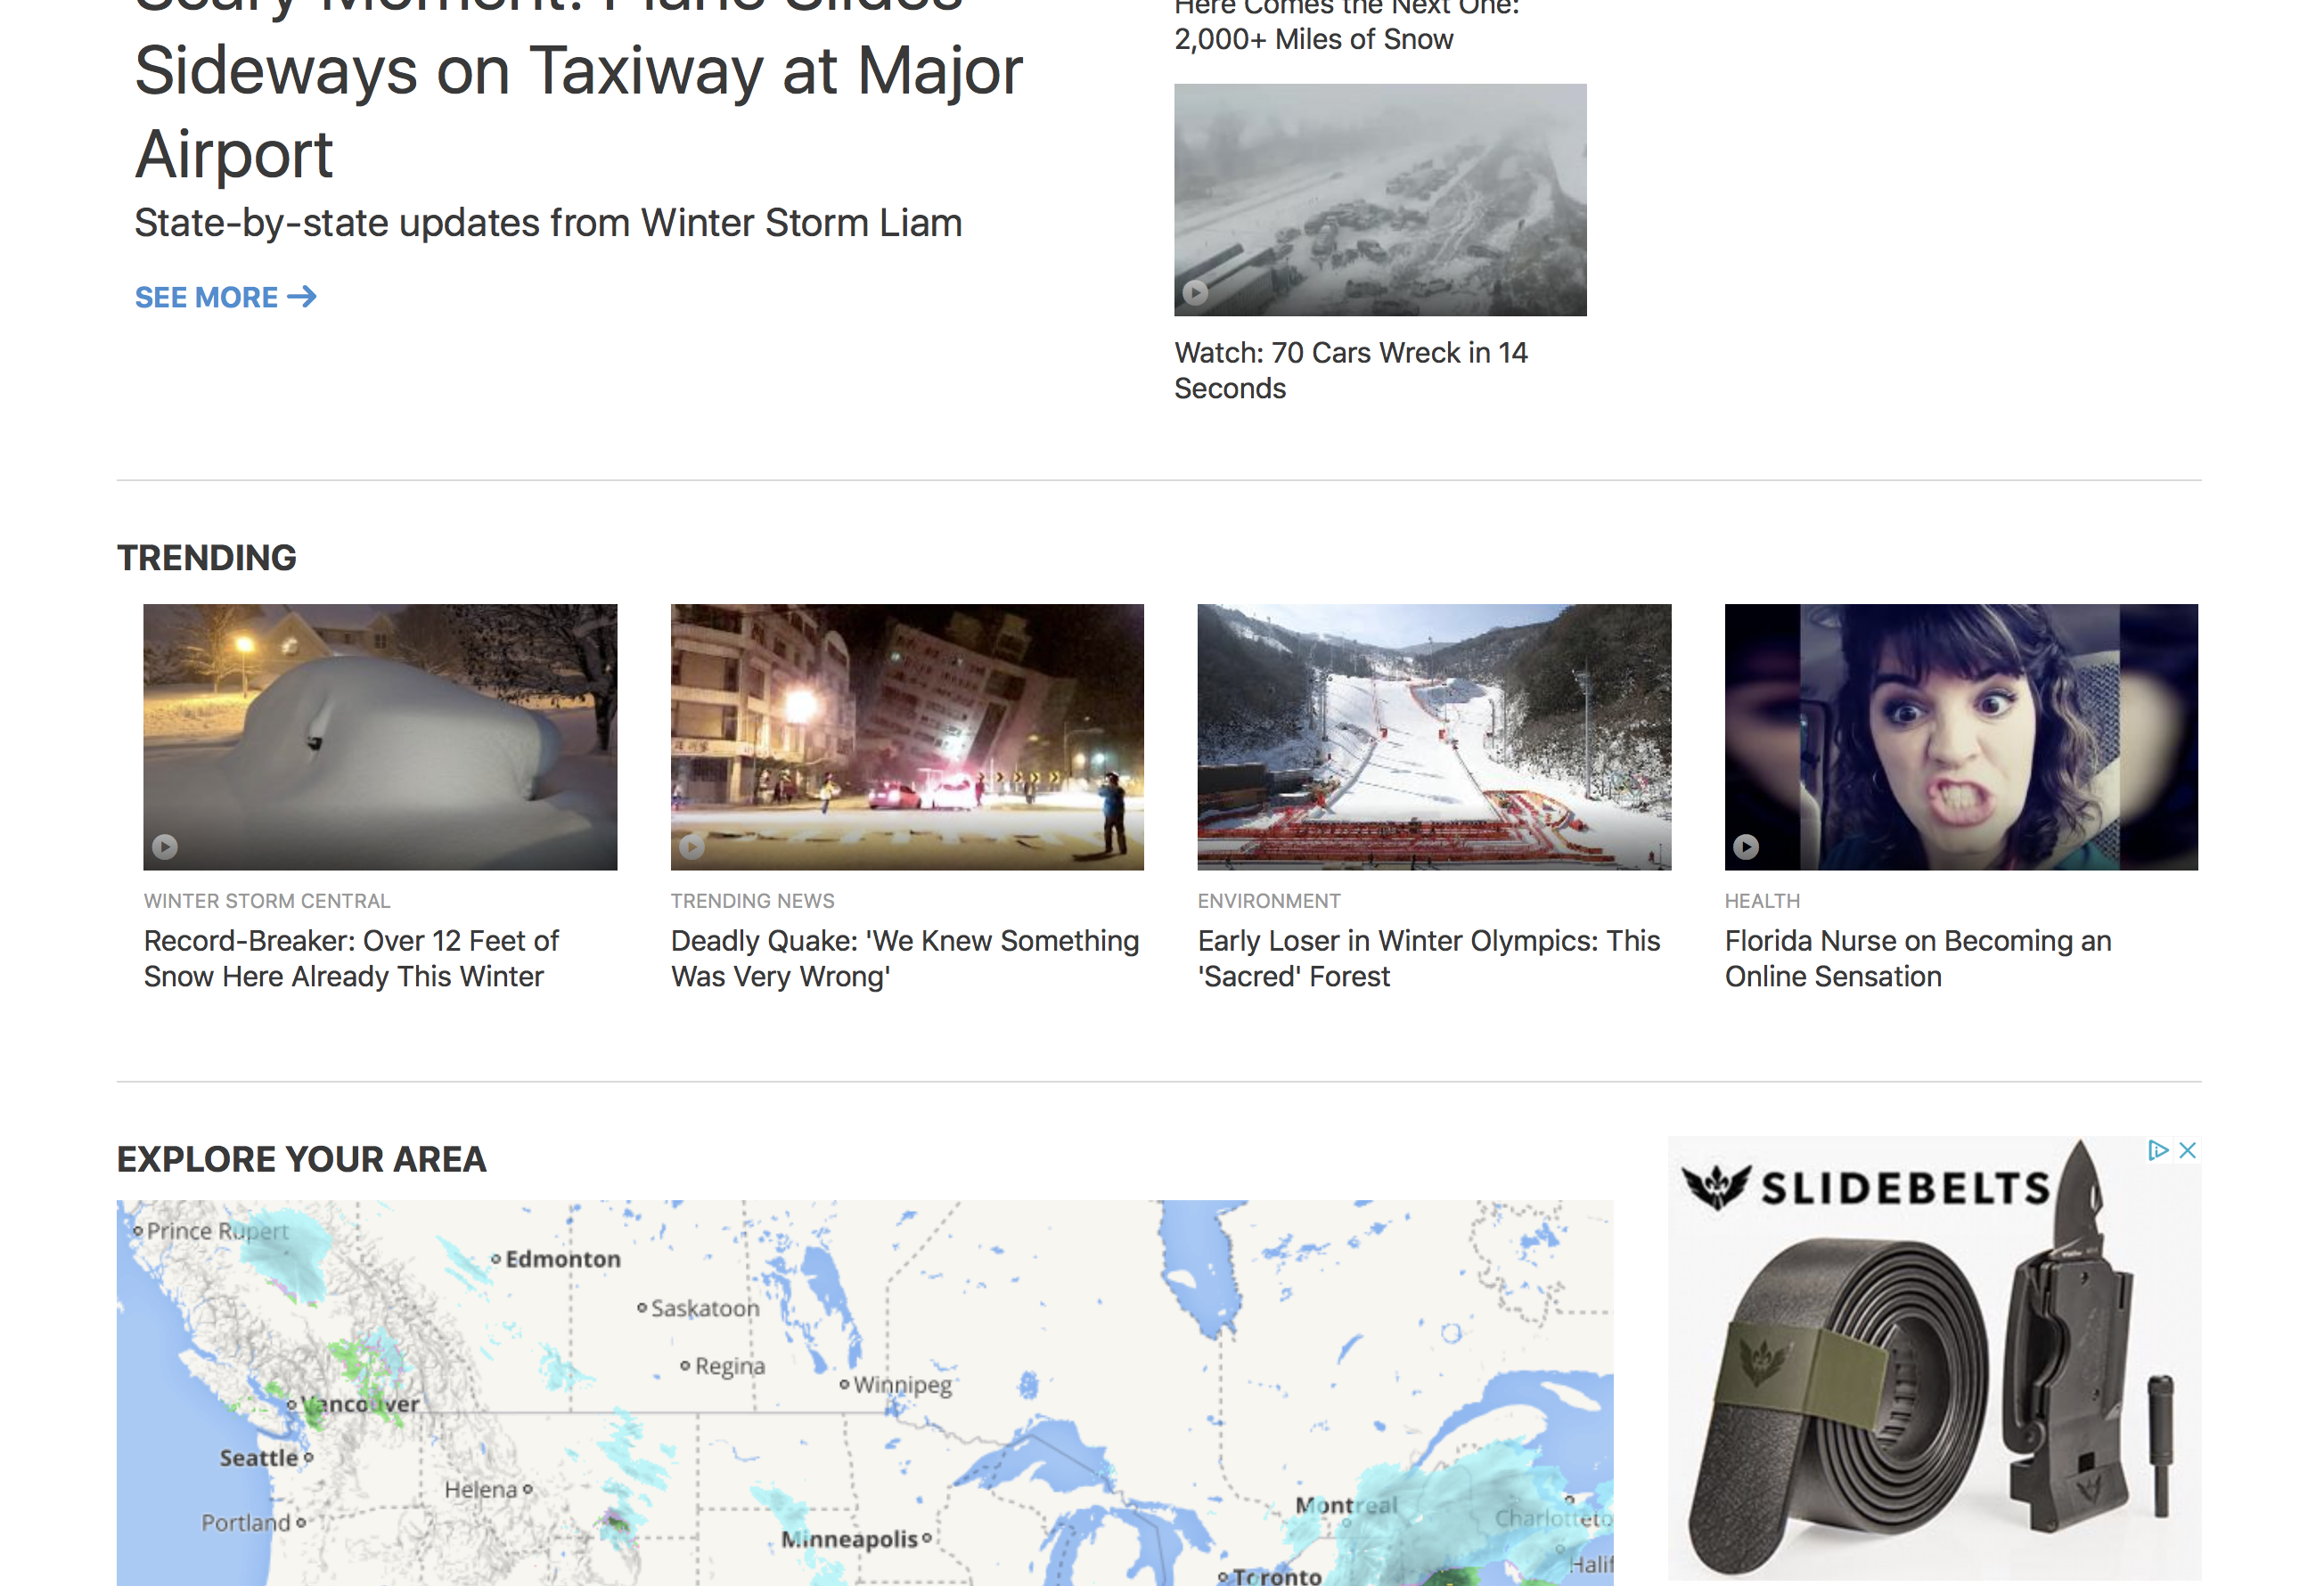 Scary Moment: Plane Slides
Sideways on Taxiway at Major
Airport
State-by-state updates from Winter Storm Liam
SEE MORE →
Here Comes the Next One:
2,000+ Miles of Snow
Watch: 70 Cars Wreck in 14
Seconds
TRENDING
WINTER STORM CENTRAL
Record-Breaker: Over 12 Feet of
Snow Here Already This Winter
TRENDING NEWS
Deadly Quake: 'We Knew Something
Was Very Wrong'
ENVIRONMENT
Early Loser in Winter Olympics: This
'Sacred' Forest
HEALTH
Florida Nurse on Becoming an
Online Sensation
EXPLORE YOUR AREA
Prince Rupert
Edmonton
Saskatoon
Regina
Winnipeg
Vancouver
Seattle
Helena
Portland
Minneapolis
Montreal
Charlotteto
Halif
Toronto
SLIDEBELTS